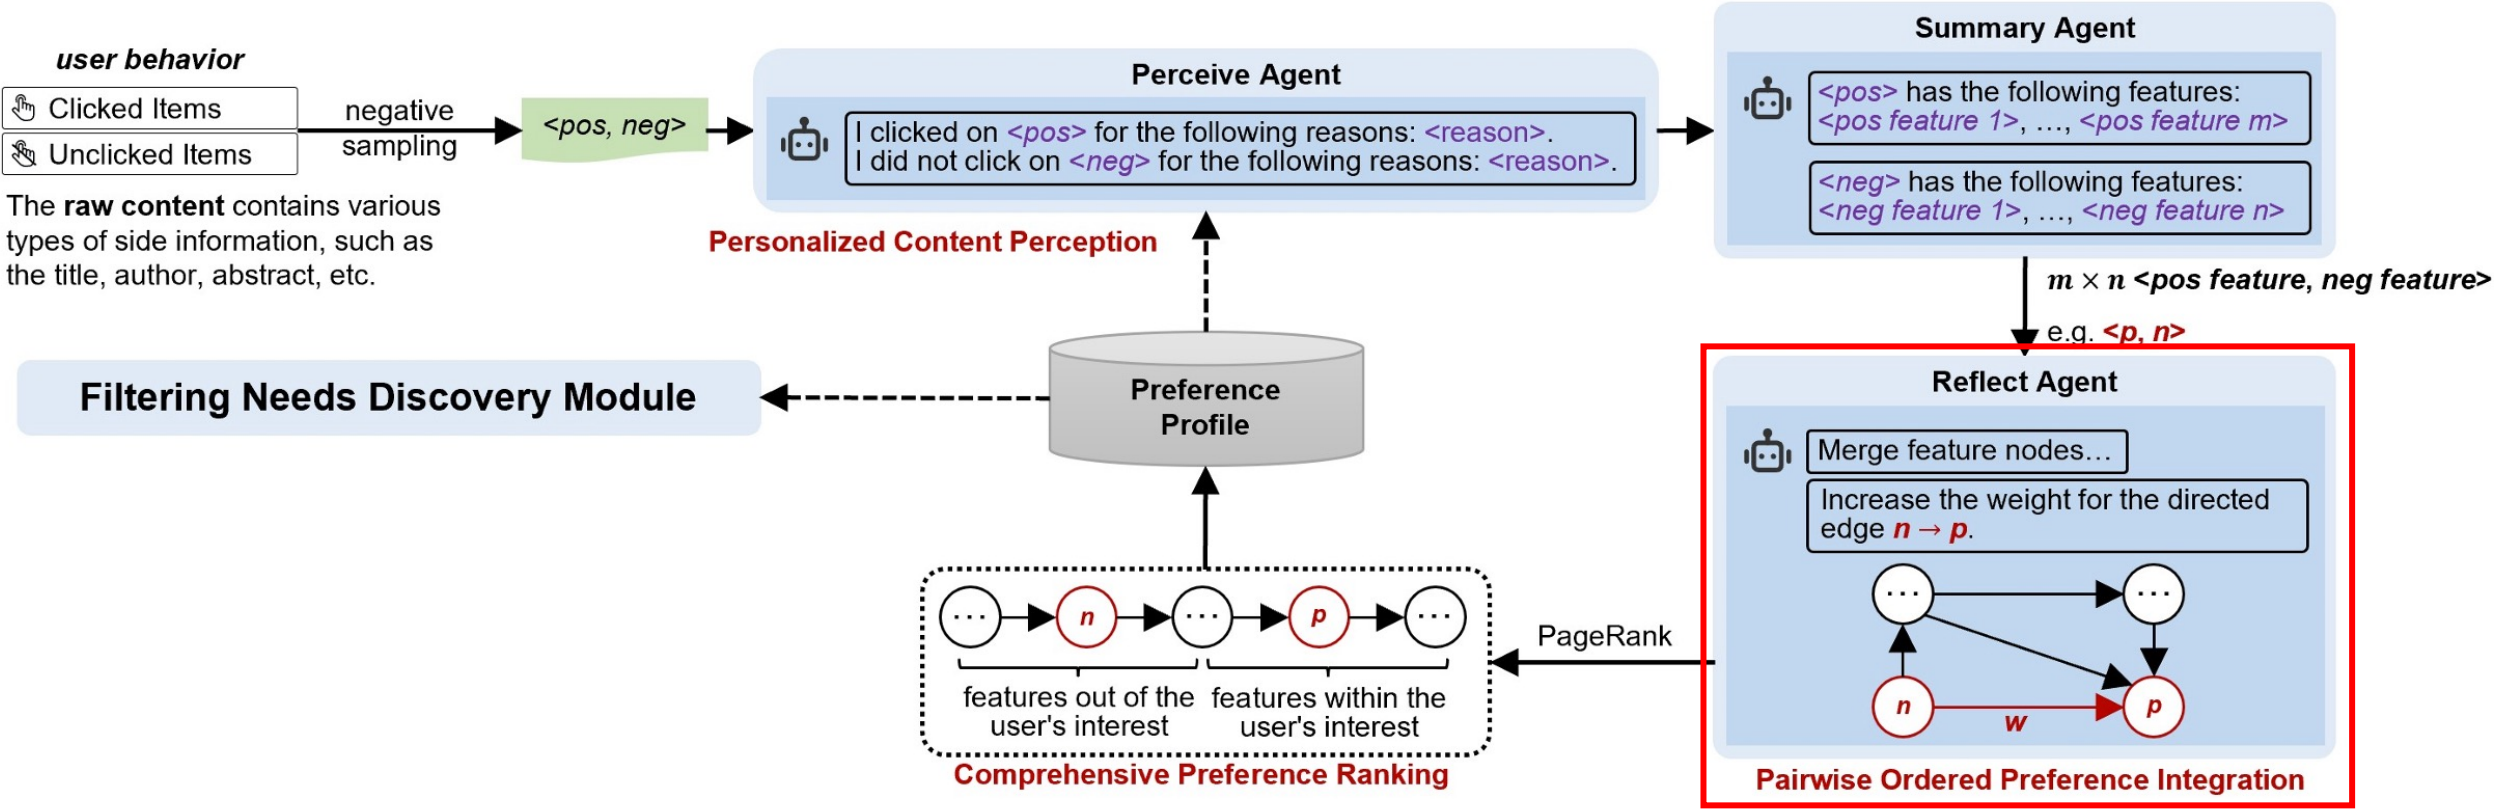 user behavior
Clicked Items
Unclicked Items
The raw content contains various
types of side information, such as
the title, author, abstract, etc.
negative
sampling
<pos, neg>
Perceive Agent
I clicked on <pos> for the following reasons: <reason>.
I did not click on <neg> for the following reasons: <reason>.
Personalized Content Perception
Summary Agent
<pos> has the following features:
<pos feature 1>, …, <pos feature m>
<neg> has the following features:
<neg feature 1>, …, <neg feature n>
m × n <pos feature, neg feature>
e.g. <p, n>
Reflect Agent
Merge feature nodes…
Increase the weight for the directed
edge n → p.
... ...
n w p
Pairwise Ordered Preference Integration
PageRank
... n ... p ...
features out of the
user's interest
features within the
user's interest
Comprehensive Preference Ranking
Preference
Profile
Filtering Needs Discovery Module